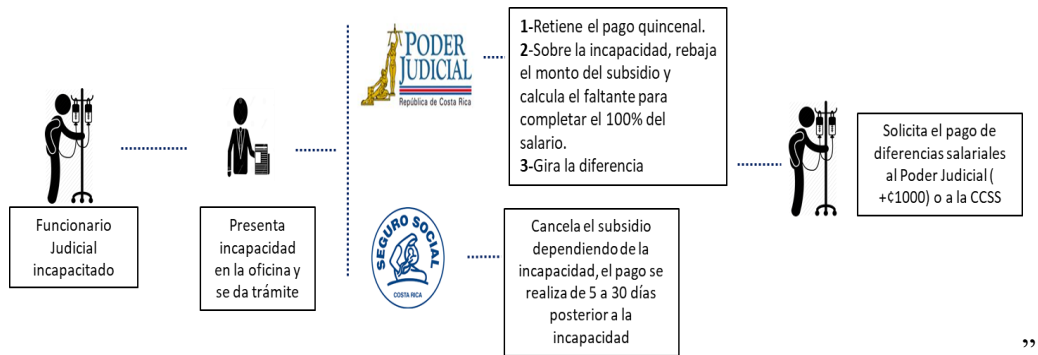 Funcionario
Judicial
incapacitado
Presenta
incapacidad
en la oficina y
se da trámite
PODER
JUDICIAL
República de Costa Rica
1-Retiene el pago quincenal.
2-Sobre la incapacidad, rebaja
el monto del subsidio y
calcula el faltante para
completar el 100% del
salario.
3-Gira la diferencia
SEGURO SOCIAL
COSTA RICA
Cancela el subsidio
dependiendo de la
incapacidad, el pago se
realiza de 5 a 30 días
posterior a la
incapacidad
Solicita el pago de
diferencias salariales
al Poder Judicial (
+¢1000) o a la CCSS
”